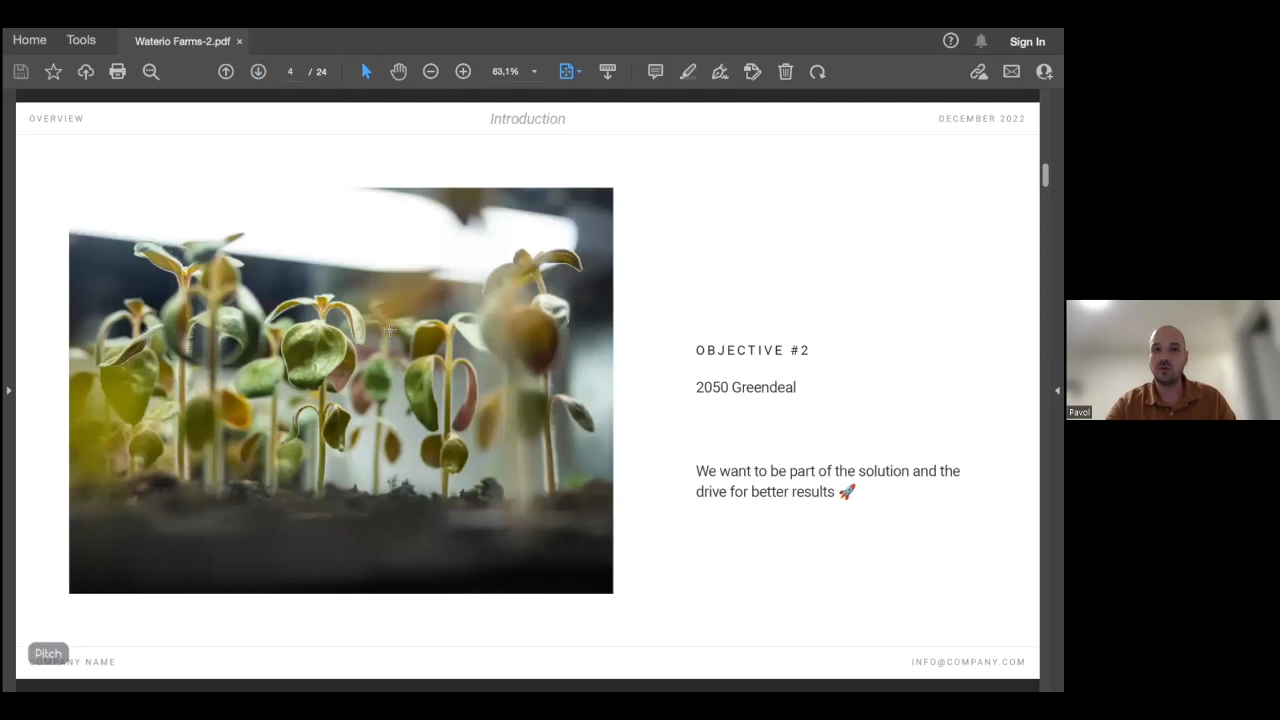 Home
Tools
Waterio Farms-2.pdf
Sign In
4 / 24
63,1%
OVERVIEW
Introduction
DECEMBER 2022
OBJECTIVE #2
2050 Greendeal
We want to be part of the solution and the
drive for better results 🚀
Pavol
Pitch
COMPANY NAME
INFO@COMPANY.COM